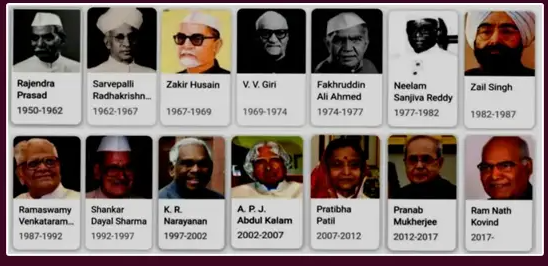 Rajendra
Prasad
1950-1962
Sarvepalli
Radhakrishn...
1962-1967
Zakir Husain
1967-1969
V. V. Giri
1969-1974
Fakhruddin
Ali Ahmed
1974-1977
Neelam
Sanjiva Reddy
1977-1982
Zail Singh
1982-1987
Ramaswamy
Venkataram...
1987-1992
Shankar
Dayal Sharma
1992-1997
K. R.
Narayanan
1997-2002
A. P. J.
Abdul Kalam
2002-2007
Pratibha
Patil
2007-2012
Pranab
Mukherjee
2012-2017
Ram Nath
Kovind
2017-